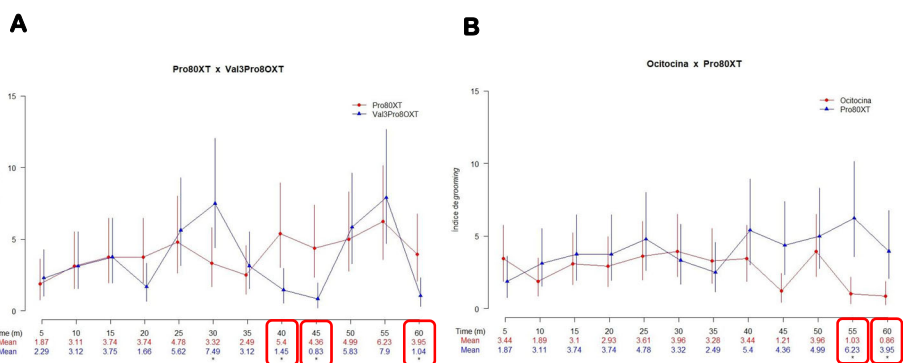 A
Pro80XT x Val3Pro8OXT
15
10
5
0
Pro80XT
Val3Pro8OXT
ime (m) 5 10 15 20 25 30 35 40 45 50 55 60
Mean 1.87 3.11 3.74 3.74 4.78 3.32 2.49 5.4 4.36 4.99 6.23 3.95
Mean 2.29 3.12 3.75 1.66 5.62 7.49 3.12 1.45 0.83 5.83 7.9 1.04
* * * *
B
Ocitocina x Pro80XT
Índice de grooming
15
10
5
0
Ocitocina
Pro80XT
Time (m) 5 10 15 20 25 30 35 40 45 50 55 60
Mean 3.44 1.89 3.1 2.93 3.61 3.96 3.28 3.44 1.21 3.96 1.03 0.86
Mean 1.87 3.11 3.74 3.74 4.78 3.32 2.49 5.4 4.36 4.99 6.23 3.95
* *